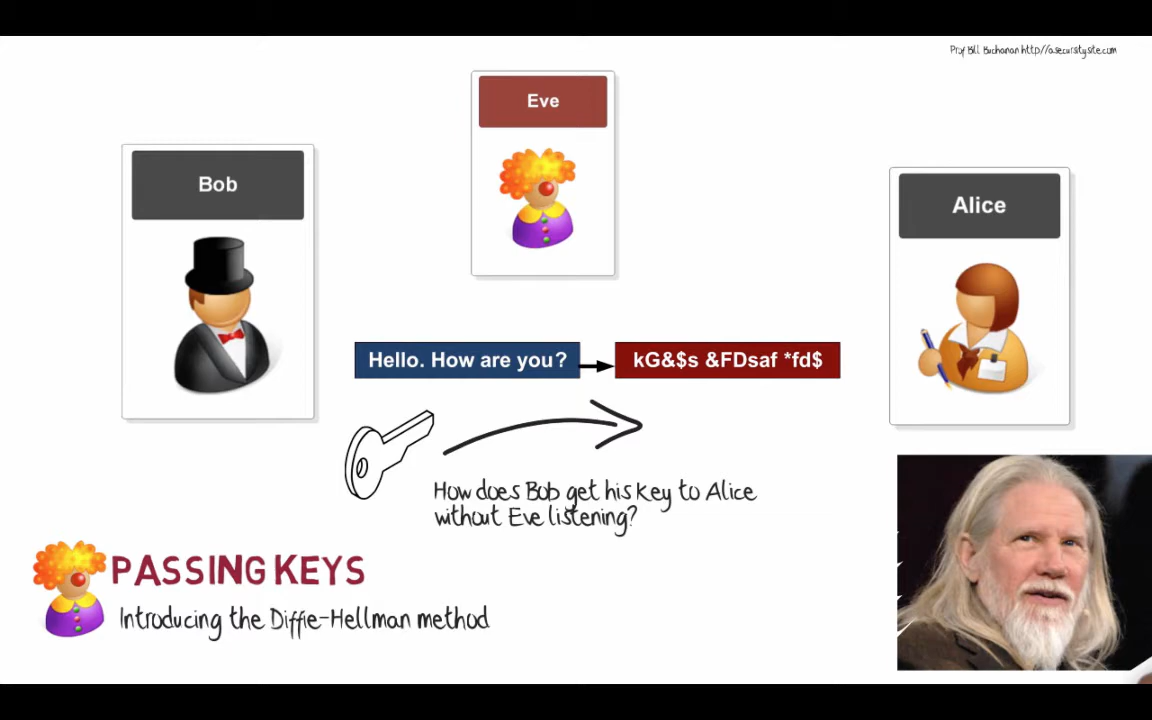 Prof Bill Buchanan http://asecuritysite.com
Eve
Bob
Alice
Hello. How are you?
kG&$s &FDsaf *fd$
How does Bob get his Key to Alice
without Eve listening?
PASSING KEYS
Introducing the Diffie-Hellman method